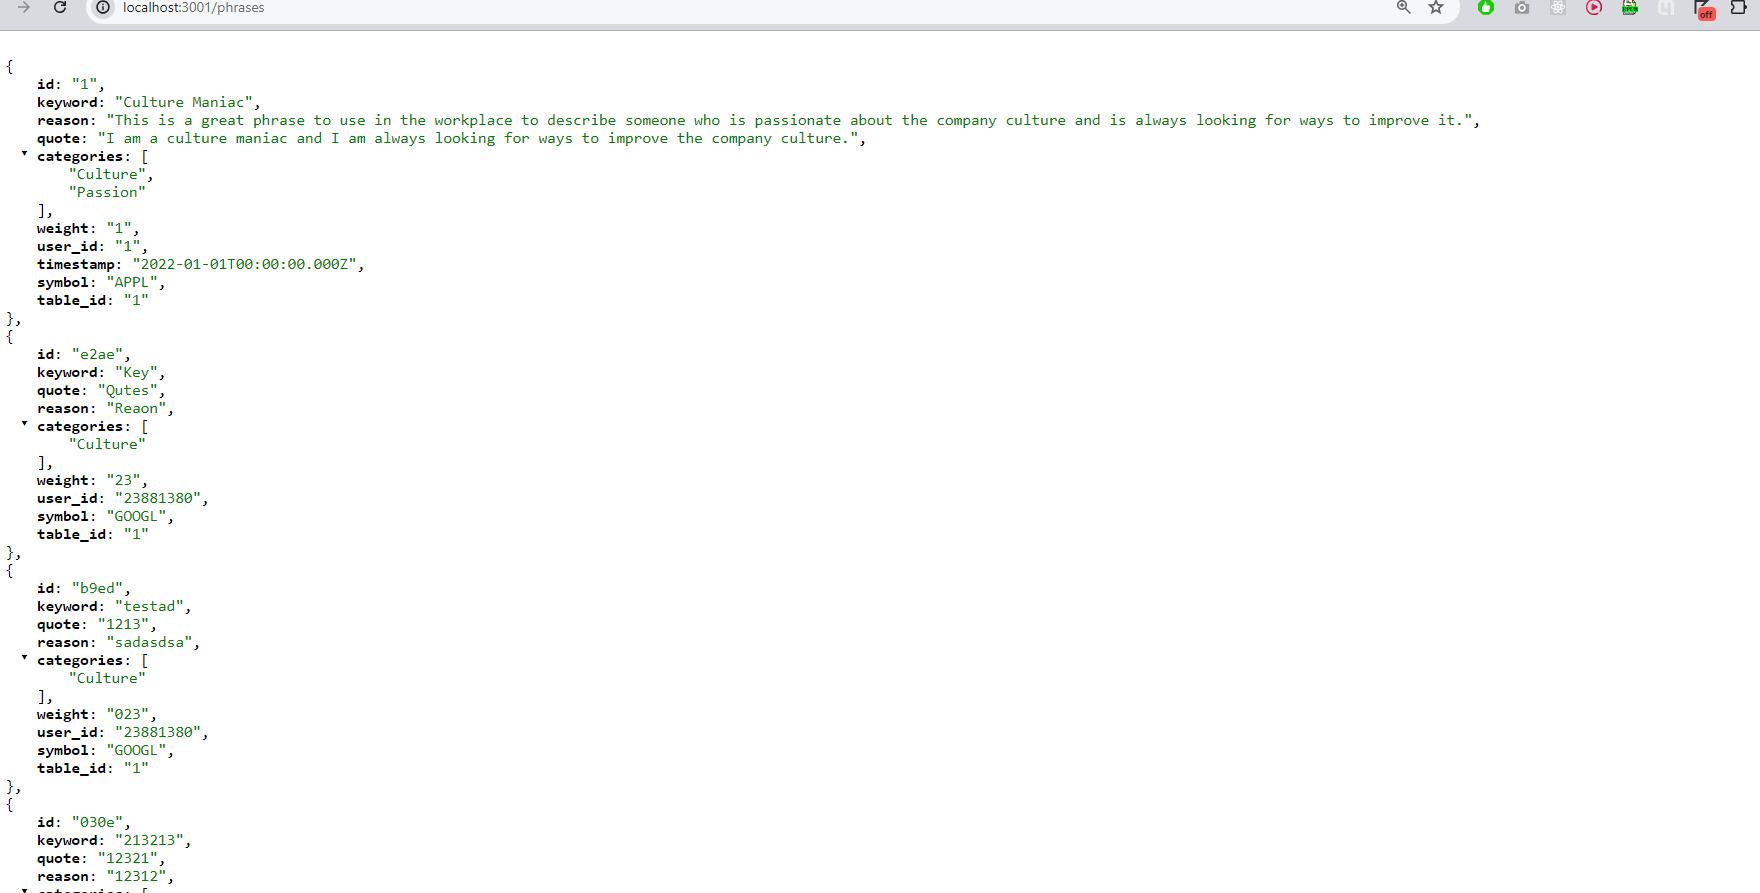 localhost:3001/phrases
off
{
id: "1",
keyword: "Culture Maniac",
reason: "This is a great phrase to use in the workplace to describe someone who is passionate about the company culture and is always looking for ways to improve it.",
quote: "I am a culture maniac and I am always looking for ways to improve the company culture.",
categories: [
"Culture",
"Passion"
],
weight: "1",
user_id: "1",
timestamp: "2022-01-01T00:00:00.000Z",
symbol: "APPL",
table_id: "1"
},
{
id: "e2ae",
keyword: "Key",
quote: "Qutes",
reason: "Reaon",
categories: [
"Culture"
],
weight: "23",
user_id: "23881380",
symbol: "GOOGL",
table_id: "1"
},
{
id: "b9ed",
keyword: "testad",
quote: "1213",
reason: "sadasdsa",
categories: [
"Culture"
],
weight: "023",
user_id: "23881380",
symbol: "GOOGL",
table_id: "1"
},
{
id: "030e",
keyword: "213213",
quote: "12321",
reason: "12312",